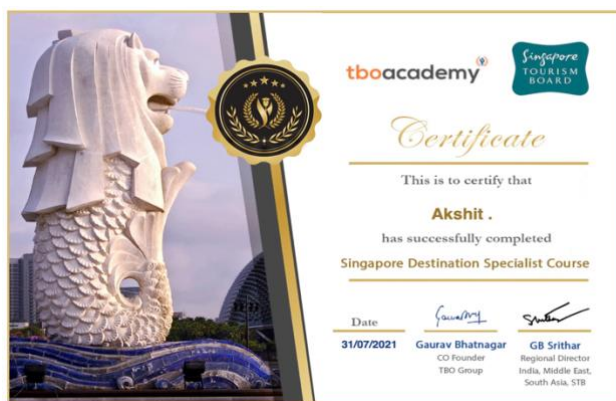 tboacademy
Singapore
TOURISM
BOARD
Certificate
This is to certify that
Akshit .
has successfully completed
Singapore Destination Specialist Course
Date
31/07/2021
Gaurav Bhatnagar
CO Founder
TBO Group
GB Srithar
Regional Director
India, Middle East,
South Asia, STB